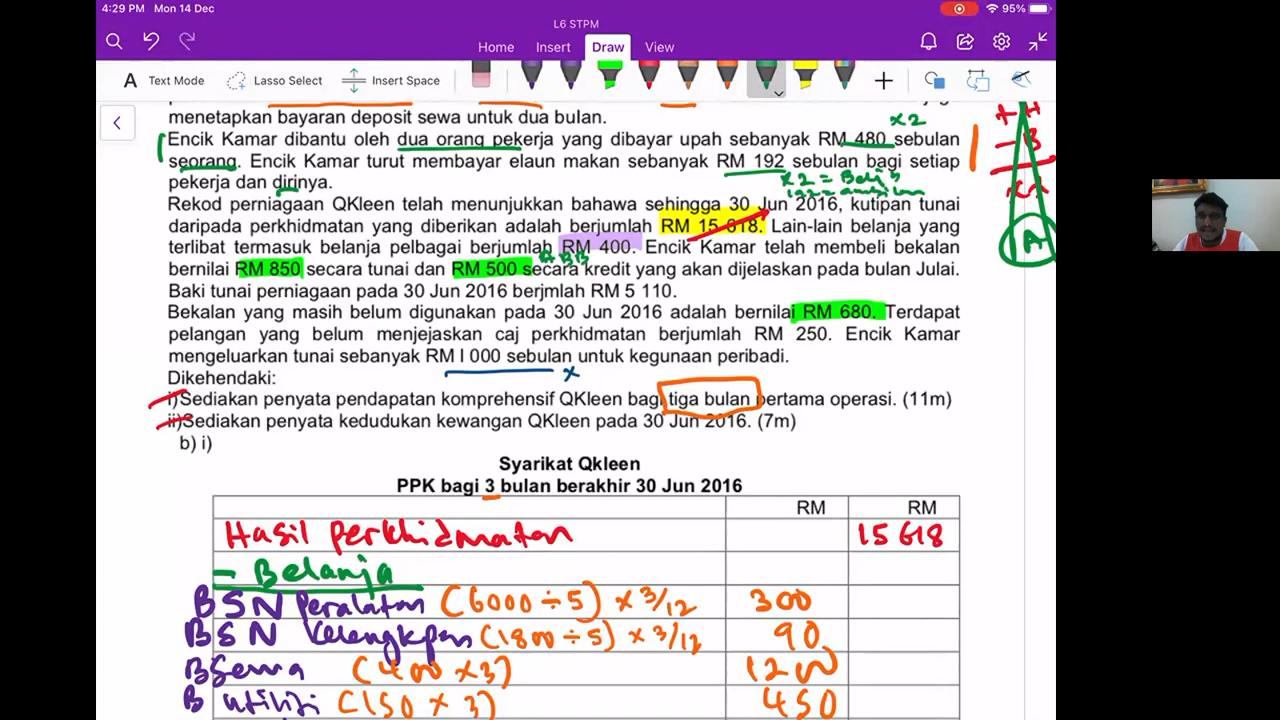 4:29 PM Mon 14 Dec
95%
L6 STPM
Home Insert Draw View
Text Mode Lasso Select Insert Space
menetapkan bayaran deposit sewa untuk dua bulan.
x2
Encik Kamar dibantu oleh dua orang pekerja yang dibayar upah sebanyak RM 480 sebulan
seorang. Encik Kamar turut membayar elaun makan sebanyak RM 192 sebulan bagi setiap
pekerja dan dirinya.
x2 = Belj
192 = ambilan
Rekod perniagaan QKleen telah menunjukkan bahawa sehingga 30 Jun 2016, kutipan tunai
daripada perkhidmatan yang diberikan adalah berjumlah RM 15 618. Lain-lain belanja yang
terlibat termasuk belanja pelbagai berjumlah RM 400. Encik Kamar telah membeli bekalan
bernilai RM 850 secara tunai dan RM 500 secara kredit yang akan dijelaskan pada bulan Julai.
Baki tunai perniagaan pada 30 Jun 2016 berjmlah RM 5 110.
Bekalan yang masih belum digunakan pada 30 Jun 2016 adalah bernilai RM 680. Terdapat
pelangan yang belum menjejaskan caj perkhidmatan berjumlah RM 250. Encik Kamar
mengeluarkan tunai sebanyak RM I 000 sebulan untuk kegunaan peribadi.
x
Dikehendaki:
i)Sediakan penyata pendapatan komprehensif QKleen bagi tiga bulan pertama operasi. (11m)
ii)Sediakan penyata kedudukan kewangan QKleen pada 30 Jun 2016. (7m)
b) i)
+ H
- B
A
Syarikat Qkleen
PPK bagi 3 bulan berakhir 30 Jun 2016
RM RM
Hasil Perkhidmatan 15 618
- Belanja
BSN Peralatan (6000 ÷ 5) x 3/12 300
BSN Kelengkpan (1800 ÷ 5) x 3/12 90
B Sewa (400 x 3) 1200
B utiliti (150 x 3) 450